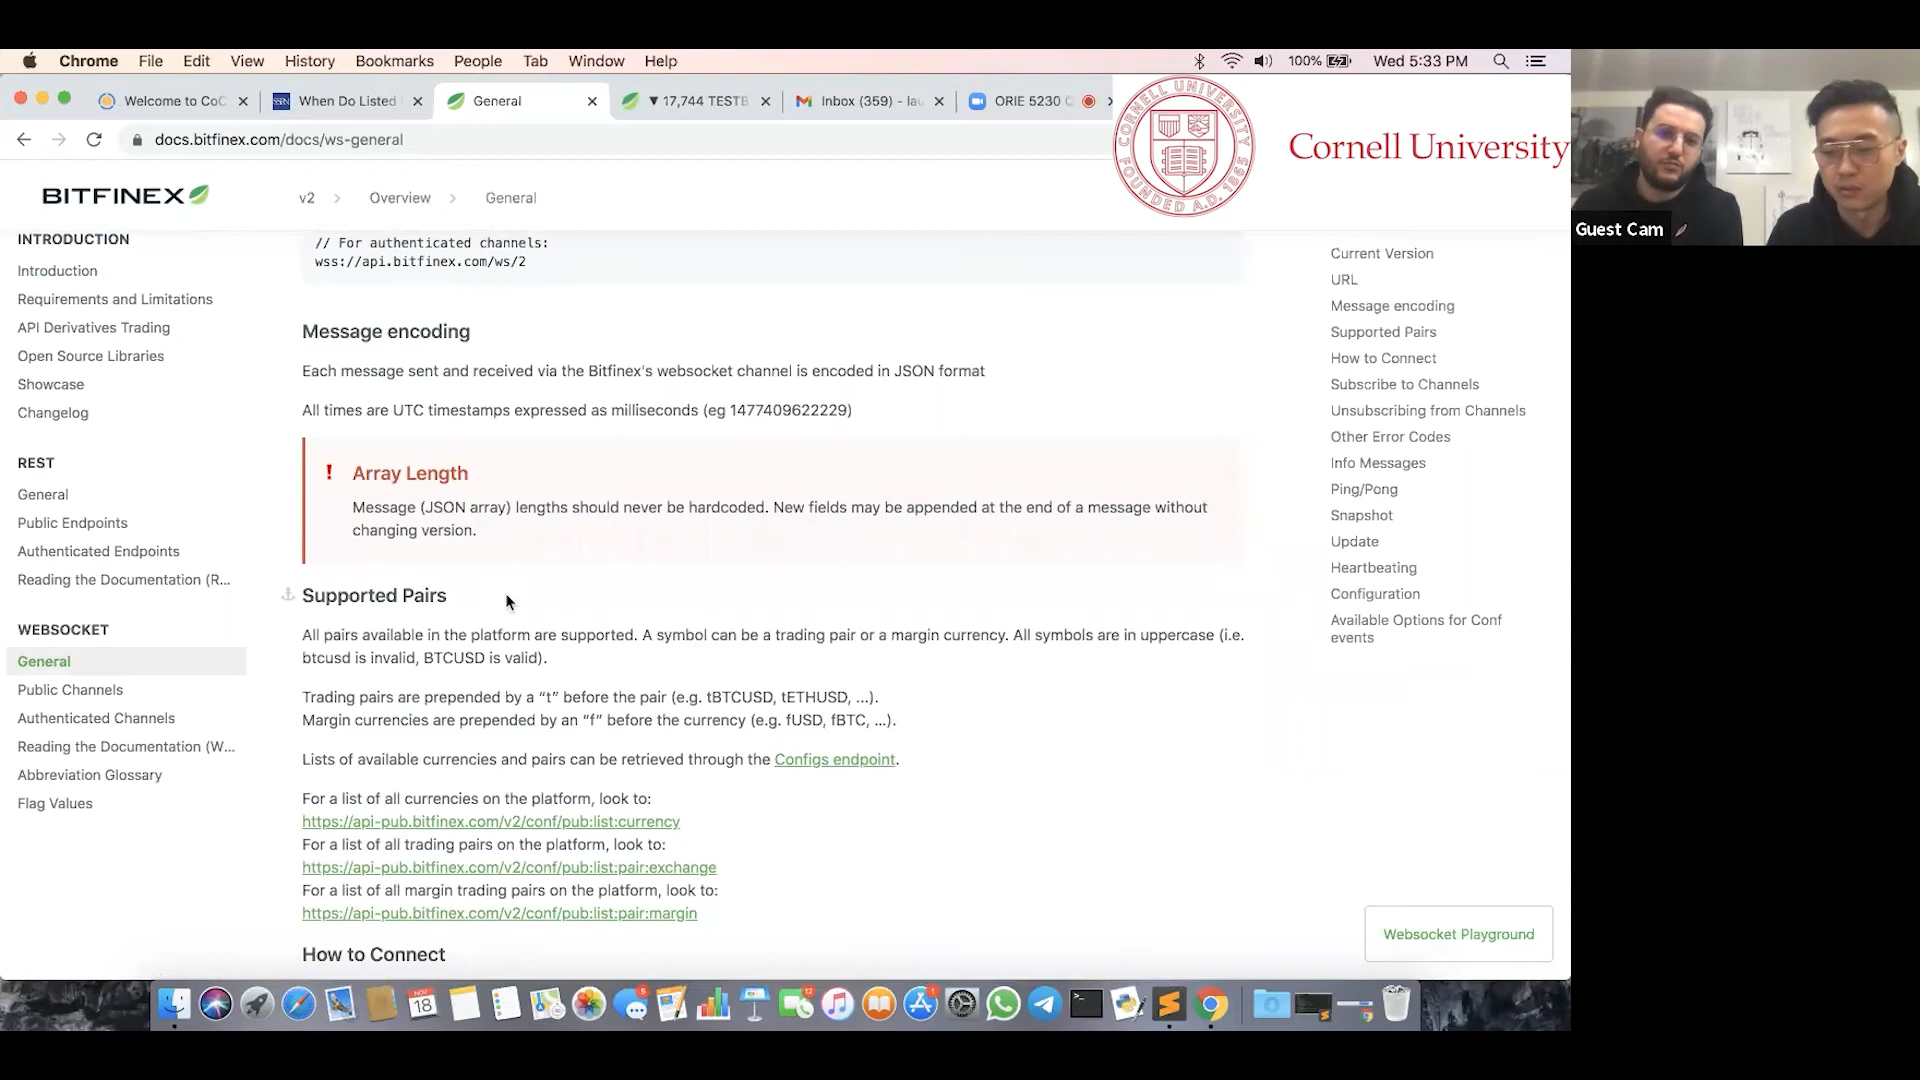 Chrome File Edit View History Bookmarks People Tab Window Help 100% Wed 5:33 PM
Welcome to CoC When Do Listed General ▼ 17,744 TESTB Inbox (359) - lau ORIE 5230 C
docs.bitfinex.com/docs/ws-general
CORNELL UNIVERSITY
FOUNDED A.D. 1865
Cornell University
Guest Cam
BITFINEX v2 Overview General
INTRODUCTION
Introduction
Requirements and Limitations
API Derivatives Trading
Open Source Libraries
Showcase
Changelog
REST
General
Public Endpoints
Authenticated Endpoints
Reading the Documentation (R...
WEBSOCKET
General
Public Channels
Authenticated Channels
Reading the Documentation (W...
Abbreviation Glossary
Flag Values
// For authenticated channels:
wss://api.bitfinex.com/ws/2
Message encoding
Each message sent and received via the Bitfinex's websocket channel is encoded in JSON format
All times are UTC timestamps expressed as milliseconds (eg 1477409622229)
! Array Length
Message (JSON array) lengths should never be hardcoded. New fields may be appended at the end of a message without
changing version.
Supported Pairs
All pairs available in the platform are supported. A symbol can be a trading pair or a margin currency. All symbols are in uppercase (i.e.
btcusd is invalid, BTCUSD is valid).
Trading pairs are prepended by a “t” before the pair (e.g. tBTCUSD, tETHUSD, ...).
Margin currencies are prepended by an “f” before the currency (e.g. fUSD, fBTC, ...).
Lists of available currencies and pairs can be retrieved through the Configs endpoint.
For a list of all currencies on the platform, look to:
https://api-pub.bitfinex.com/v2/conf/pub:list:currency
For a list of all trading pairs on the platform, look to:
https://api-pub.bitfinex.com/v2/conf/pub:list:pair:exchange
For a list of all margin trading pairs on the platform, look to:
https://api-pub.bitfinex.com/v2/conf/pub:list:pair:margin
How to Connect
Current Version
URL
Message encoding
Supported Pairs
How to Connect
Subscribe to Channels
Unsubscribing from Channels
Other Error Codes
Info Messages
Ping/Pong
Snapshot
Update
Heartbeating
Configuration
Available Options for Conf
events
Websocket Playground
NOV
18
5
12
1